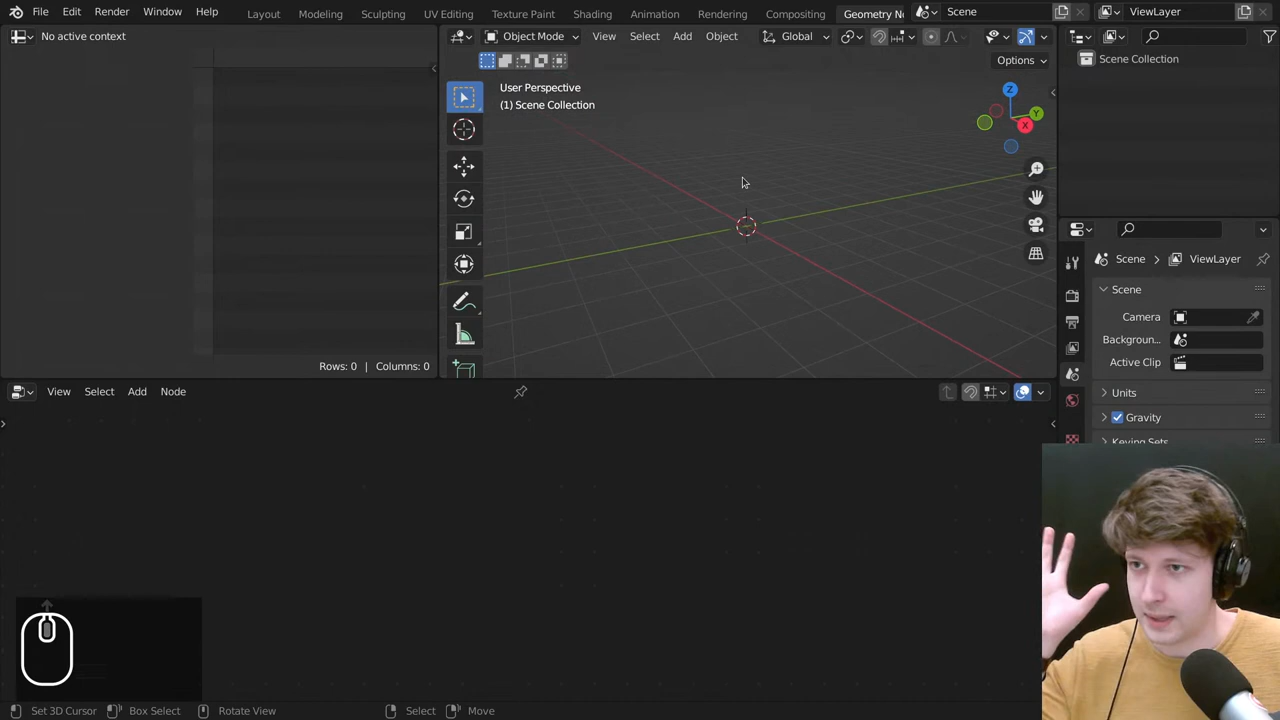 File Edit Render Window Help Layout Modeling Sculpting UV Editing Texture Paint Shading Animation Rendering Compositing Geometry No Scene ViewLayer
No active context
Object Mode View Select Add Object Global
Options
Scene Collection
User Perspective
(1) Scene Collection
Z
Y
X
Scene > ViewLayer
Scene
Camera
Backgroun...
Active Clip
Units
Gravity
Keying Sets
Rows: 0 | Columns: 0
View Select Add Node
Set 3D Cursor Box Select Rotate View Select Move